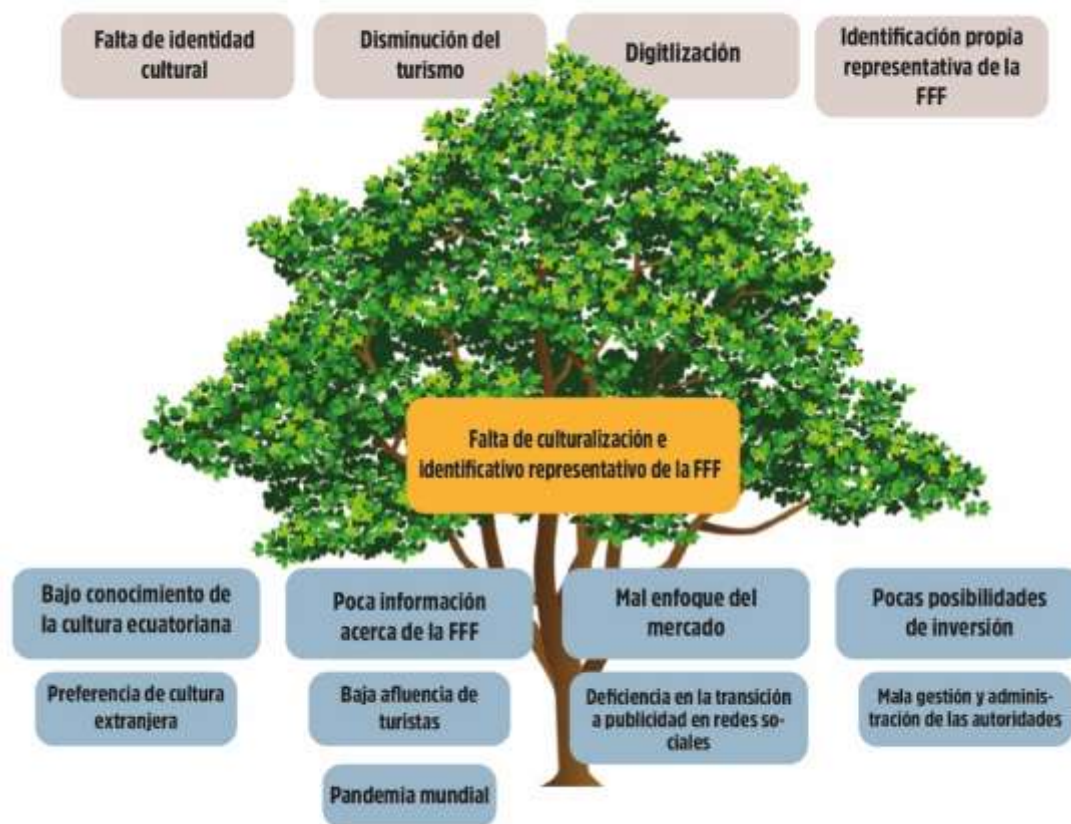 Falta de identidad
cultural
Disminución del
turismo
Digitlización
Identificación propia
representativa de la
FFF
Falta de culturalización e
identificativo representativo de la FFF
Bajo conocimiento de
la cultura ecuatoriana
Poca información
acerca de la FFF
Mal enfoque del
mercado
Pocas posibilidades
de inversión
Preferencia de cultura
extranjera
Baja afluencia de
turistas
Deficiencia en la transición
a publicidad en redes so-
ciales
Mala gestión y adminis-
tración de las autoridades
Pandemia mundial